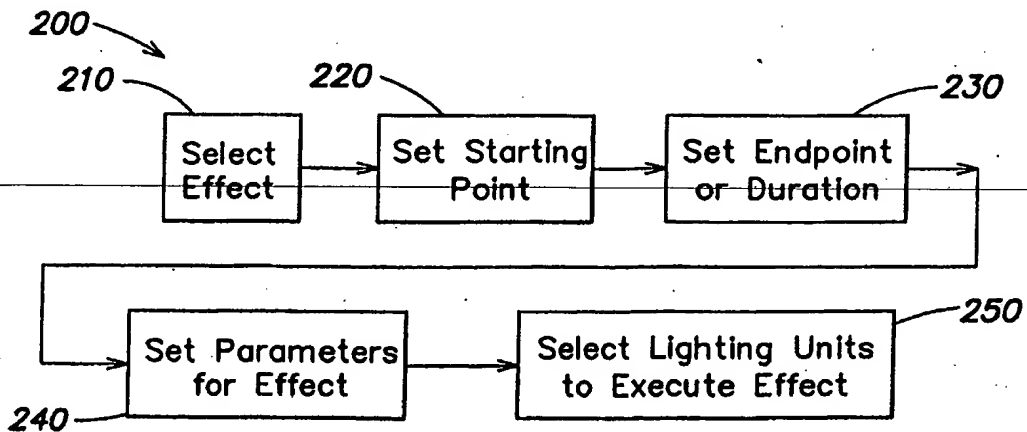 200
210
220
230
Select
Effect
Set Starting
Point
Set Endpoint
or Duration
Set Parameters
for Effect
Select Lighting Units
to Execute Effect
240
250